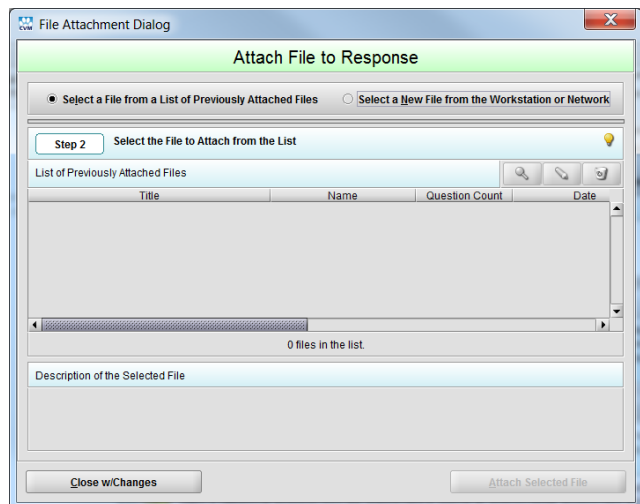 CVM File Attachment Dialog
Attach File to Response
Select a File from a List of Previously Attached Files Select a New File from the Workstation or Network
Step 2 Select the File to Attach from the List
List of Previously Attached Files
Title Name Question Count Date
0 files in the list.
Description of the Selected File
Close w/Changes Attach Selected File